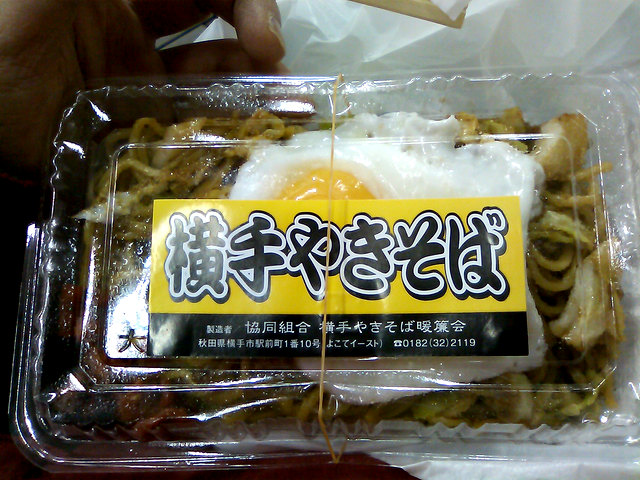 横手やきそば
製造者 協同組合 横手やきそば暖簾会
秋田県横手市駅前町1番10号(よこてイースト) ☎0182(32)2119
大